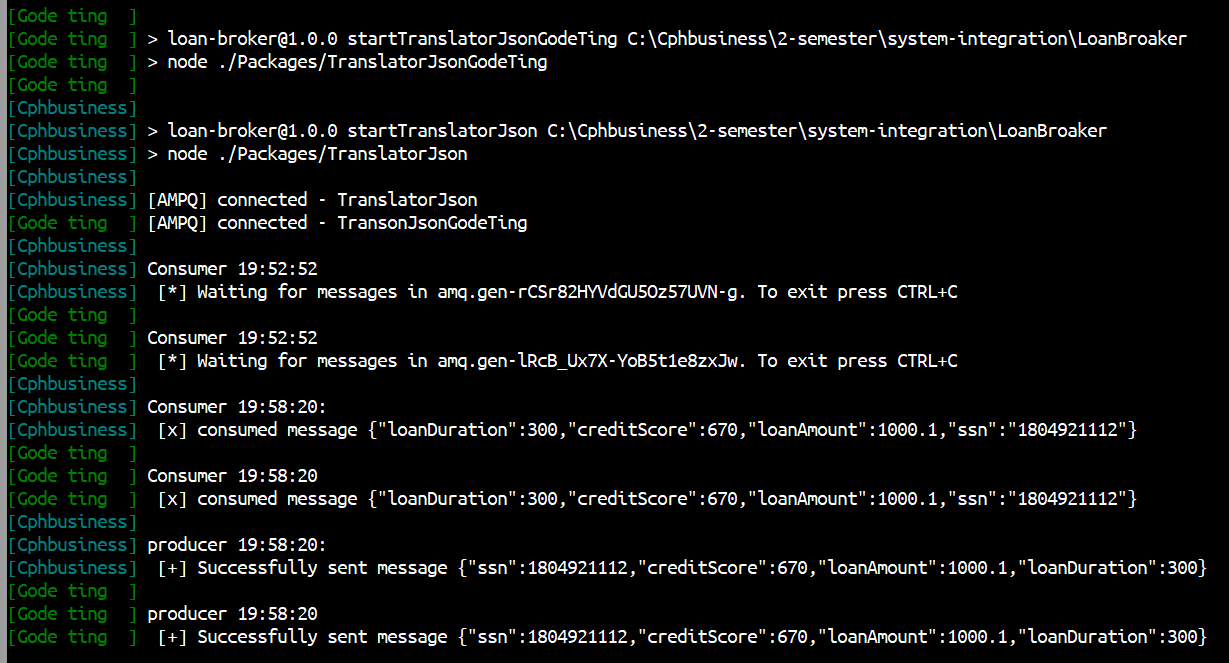 [Gode ting  ]
[Gode ting  ] > loan-broker@1.0.0 startTranslatorJsonGodeTing C:\Cphbusiness\2-semester\system-integration\LoanBroaker
[Gode ting  ] > node ./Packages/TranslatorJsonGodeTing
[Gode ting  ]
[Cphbusiness]
[Cphbusiness] > loan-broker@1.0.0 startTranslatorJson C:\Cphbusiness\2-semester\system-integration\LoanBroaker
[Cphbusiness] > node ./Packages/TranslatorJson
[Cphbusiness]
[Cphbusiness] [AMPQ] connected - TranslatorJson
[Gode ting  ] [AMPQ] connected - TransonJsonGodeTing
[Cphbusiness]
[Cphbusiness] Consumer 19:52:52
[Cphbusiness]  [*] Waiting for messages in amq.gen-rCSr82HYVdGU5Oz57UVN-g. To exit press CTRL+C
[Gode ting  ]
[Gode ting  ] Consumer 19:52:52
[Gode ting  ]  [*] Waiting for messages in amq.gen-lRcB_Ux7X-YoB5t1e8zxJw. To exit press CTRL+C
[Cphbusiness]
[Cphbusiness] Consumer 19:58:20:
[Cphbusiness]  [x] consumed message {"loanDuration":300,"creditScore":670,"loanAmount":1000.1,"ssn":"1804921112"}
[Gode ting  ]
[Gode ting  ] Consumer 19:58:20
[Gode ting  ]  [x] consumed message {"loanDuration":300,"creditScore":670,"loanAmount":1000.1,"ssn":"1804921112"}
[Cphbusiness]
[Cphbusiness] producer 19:58:20:
[Cphbusiness]  [+] Successfully sent message {"ssn":1804921112,"creditScore":670,"loanAmount":1000.1,"loanDuration":300}
[Gode ting  ]
[Gode ting  ] producer 19:58:20
[Gode ting  ]  [+] Successfully sent message {"ssn":1804921112,"creditScore":670,"loanAmount":1000.1,"loanDuration":300}